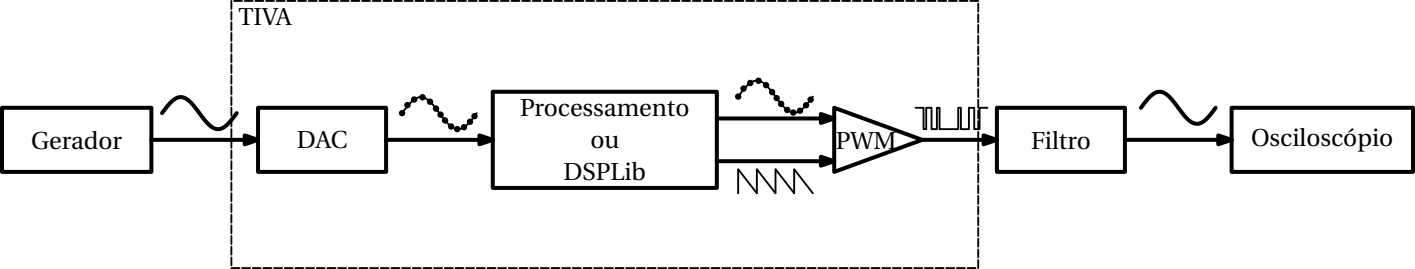 TIVA
Gerador
DAC
Processamento
ou
DSPLib
PWM
Filtro
Osciloscópio